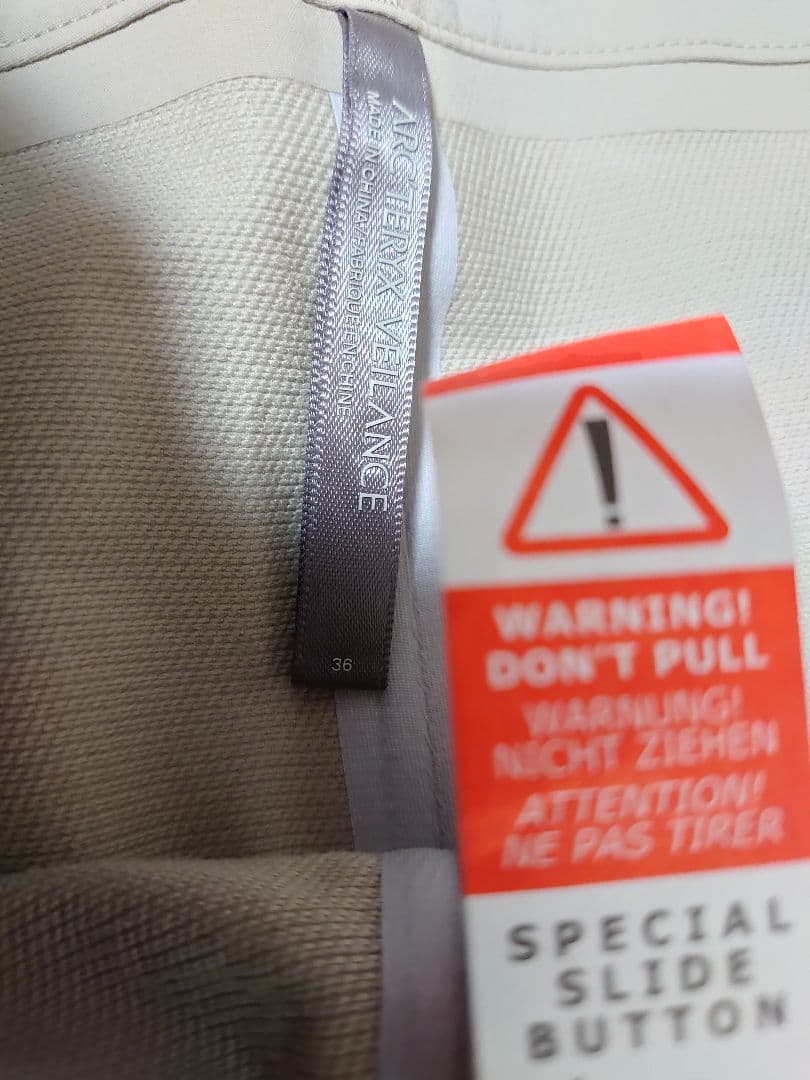 ARC'TERYX VEILANCE
MADE IN CHINA / FABRIQUÉ EN CHINE
36
WARNING!
DON'T PULL
WARNUNG!
NICHT ZIEHEN
ATTENTION!
NE PAS TIRER
SPECIAL
SLIDE
BUTTON